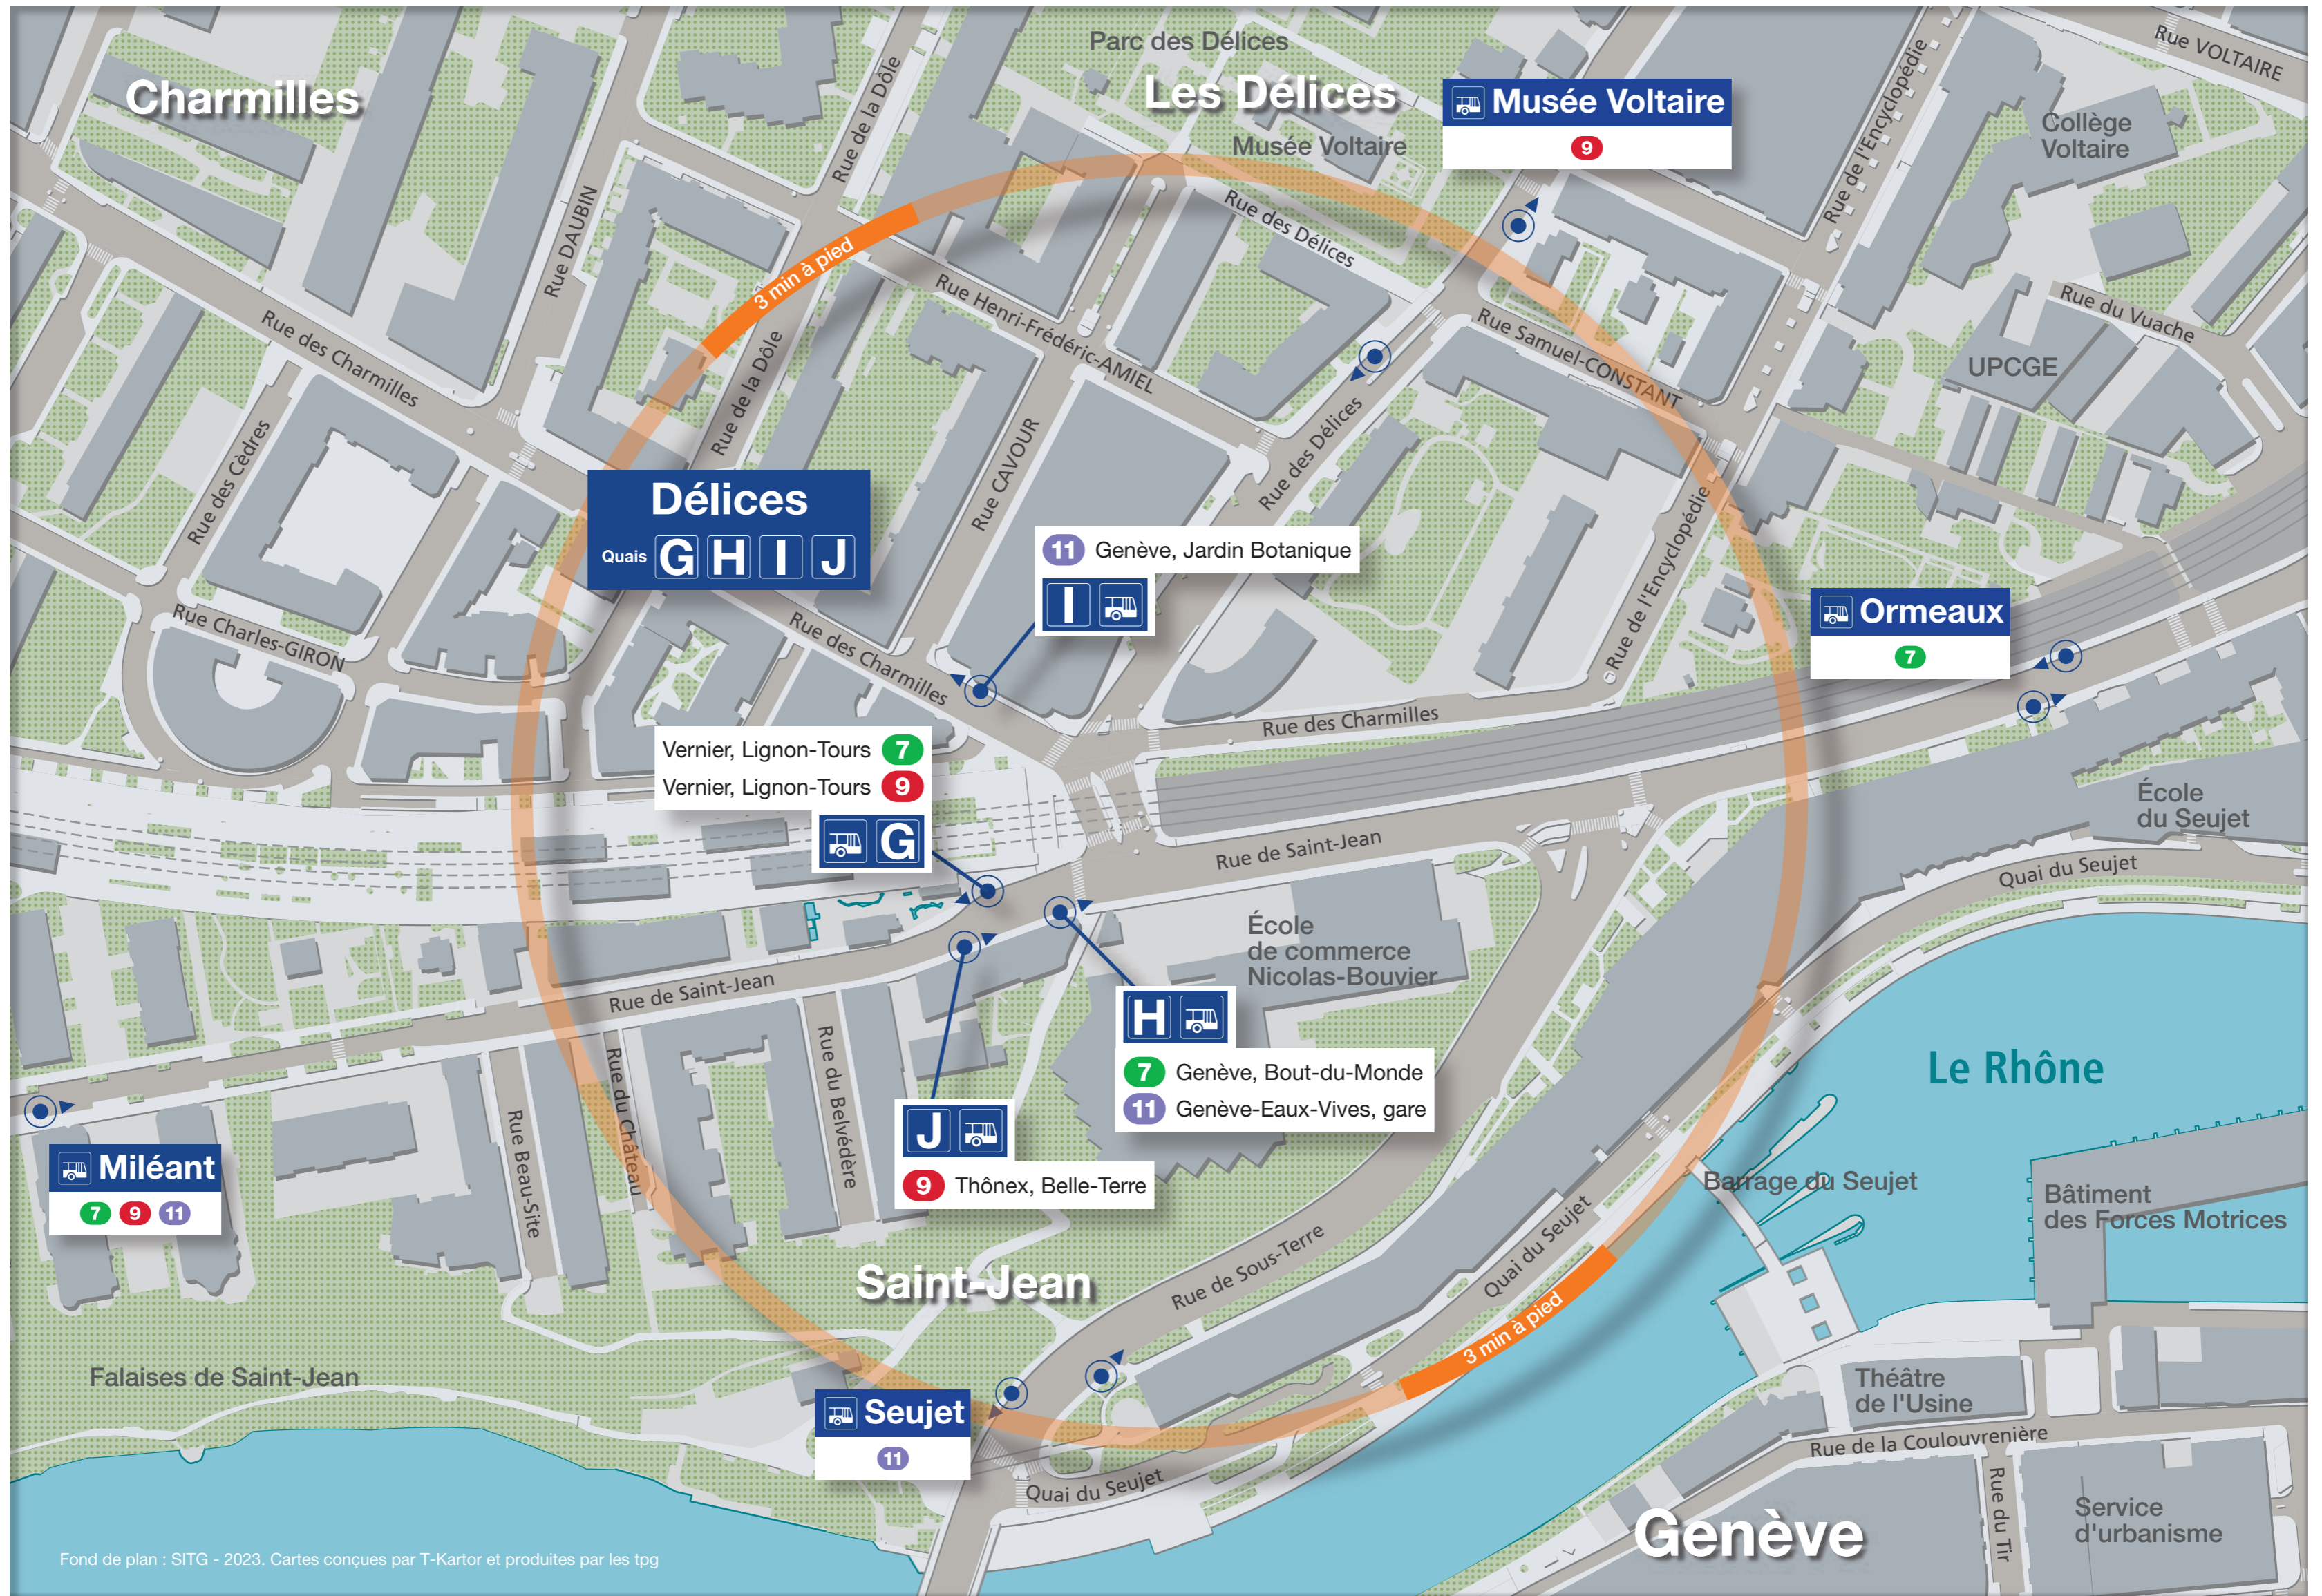 Charmilles
Parc des Délices
Les Délices
Musée Voltaire
Musée Voltaire
9
Rue VOLTAIRE
Collège
Voltaire
Rue de l'Encyclopédie
Rue de la Dôle
Rue DAUBIN
3 min à pied
Rue des Délices
Rue Henri-Frédéric-AMIEL
Rue Samuel-CONSTANT
Rue du Vuache
UPCGE
Rue des Charmilles
Rue de la Dôle
Rue des Cèdres
Rue CAVOUR
Rue des Délices
Rue de l'Encyclopédie
Délices
Quais G H I J
11 Genève, Jardin Botanique
I
Ormeaux
7
Rue Charles-GIRON
Rue des Charmilles
Rue des Charmilles
Vernier, Lignon-Tours 7
Vernier, Lignon-Tours 9
G
Rue de Saint-Jean
École
du Seujet
Quai du Seujet
École
de commerce
Nicolas-Bouvier
Rue de Saint-Jean
H
7 Genève, Bout-du-Monde
11 Genève-Eaux-Vives, gare
J
9 Thônex, Belle-Terre
Le Rhône
Rue du Château
Rue du Belvédère
Rue Beau-Site
Miléant
7 9 11
Barrage du Seujet
Bâtiment
des Forces Motrices
Saint-Jean
Rue de Sous-Terre
Quai du Seujet
3 min à pied
Falaises de Saint-Jean
Seujet
11
Quai du Seujet
Théâtre
de l'Usine
Rue de la Coulouvrenière
Rue du Tir
Service
d'urbanisme
Genève
Fond de plan : SITG - 2023. Cartes conçues par T-Kartor et produites par les tpg